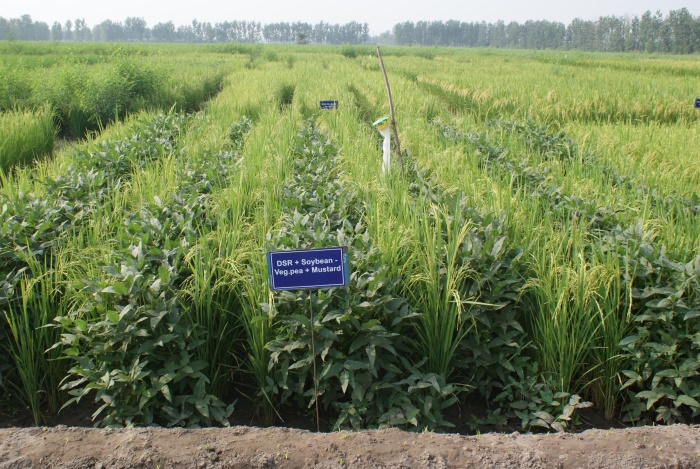 DSR + Soybean -
Veg.pea + Mustard